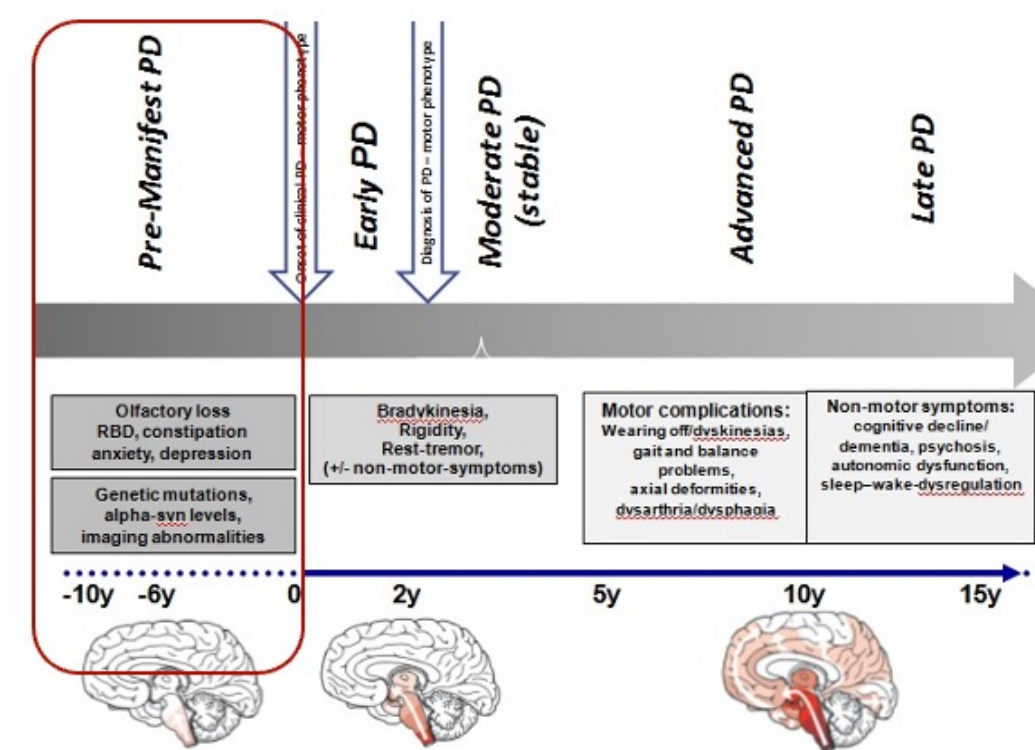 Pre-Manifest PD
Onset of clinical PD – motor phenotype
Early PD
Diagnosis of PD – motor phenotype
Moderate PD
(stable)
Advanced PD
Late PD
Olfactory loss
RBD, constipation
anxiety, depression
Genetic mutations,
alpha-syn levels,
imaging abnormalities
Bradykinesia,
Rigidity,
Rest-tremor,
(+/- non-motor-symptoms)
Motor complications:
Wearing off/dyskinesias,
gait and balance
problems,
axial deformities,
dysarthria/dysphagia
Non-motor symptoms:
cognitive decline/
dementia, psychosis,
autonomic dysfunction,
sleep–wake-dysregulation
-10y -6y 0 2y 5y 10y 15y